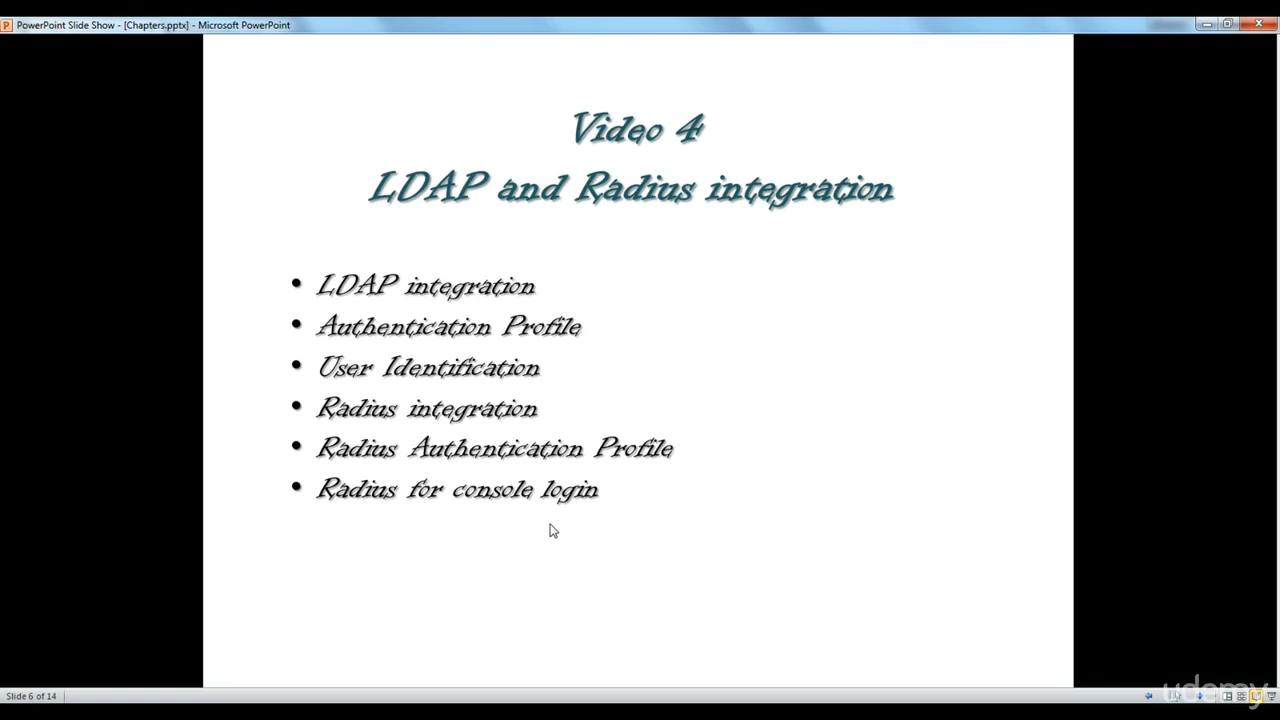 PowerPoint Slide Show - [Chapters.pptx] - Microsoft PowerPoint
Video 4
LDAP and Radius integration
• LDAP integration
• Authentication Profile
• User Identification
• Radius integration
• Radius Authentication Profile
• Radius for console login
Slide 6 of 14
udemy